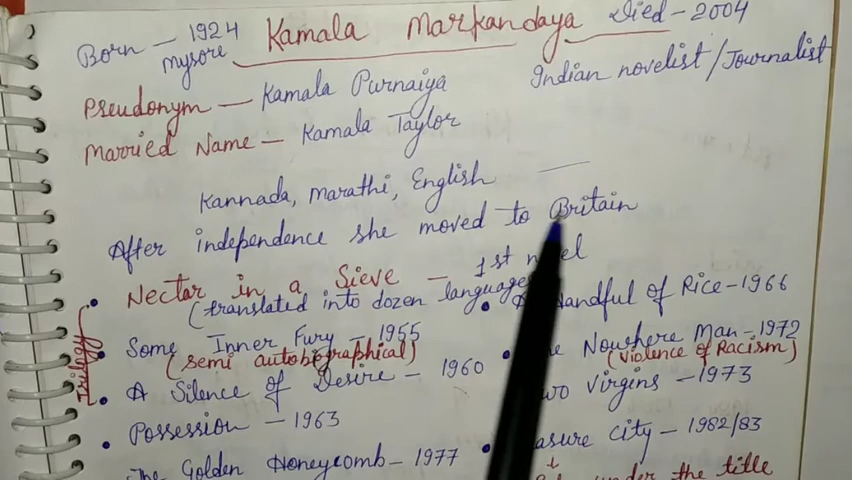 Born - 1924 Kamala Markandaya Died - 2004
mysore
Indian novelist/Journalist
Pseudonym - Kamala Purnaiya
Married Name - Kamala Taylor
Kannada, Marathi, English
After independence she moved to Britain
• Nectar in a Sieve - 1st novel
(translated into dozen languages)
• Handful of Rice - 1966
Trilogy
• Some Inner Fury - 1955
(semi autobiographical)
• Nowhere Man - 1972
(Violence of Racism)
• A Silence of Desire - 1960
Virgins - 1973
• Possession - 1963
• City - 1982/83
The Golden Honeycomb - 1977
under the title